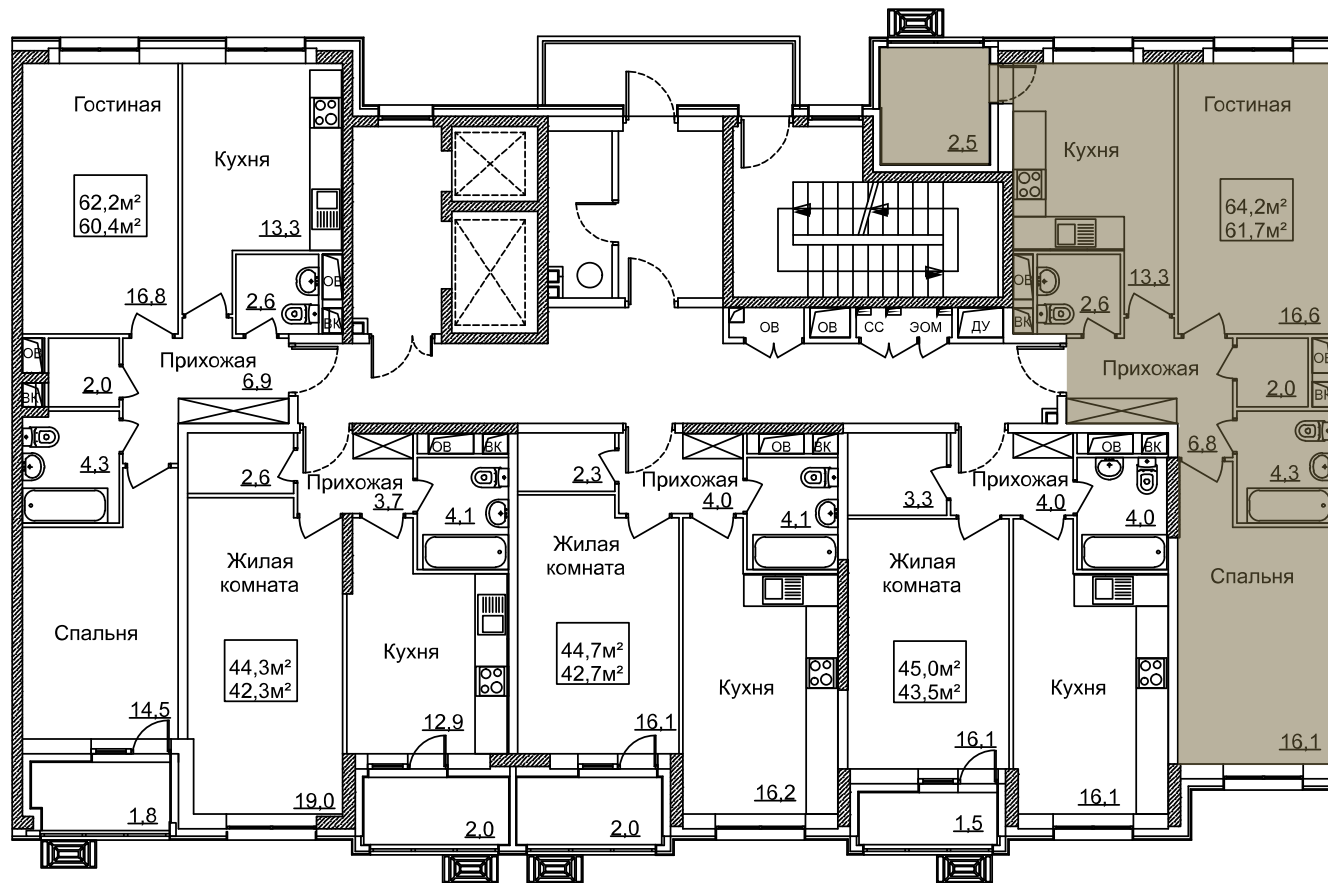 Гостиная
62,2м²
60,4м²
16,8
Кухня
13,3
2,6
ОВ
ВК
ОВ
ВК
2,0
Прихожая
6,9
4,3
Спальня
14,5
1,8
2,6
Прихожая
3,7
ОВ
ВК
4,1
Жилая
комната
44,3м²
42,3м²
19,0
Кухня
12,9
2,0
2,3
Прихожая
4,0
ОВ
ВК
4,1
Жилая
комната
44,7м²
42,7м²
16,1
2,0
Кухня
16,2
ОВ
ОВ
СС
ЭОМ
ДУ
3,3
Прихожая
4,0
ОВ
ВК
4,0
Жилая
комната
45,0м²
43,5м²
16,1
1,5
Кухня
16,1
2,5
Кухня
13,3
ОВ
ВК
2,6
Гостиная
64,2м²
61,7м²
16,6
Прихожая
6,8
2,0
ОВ
ВК
4,3
Спальня
16,1